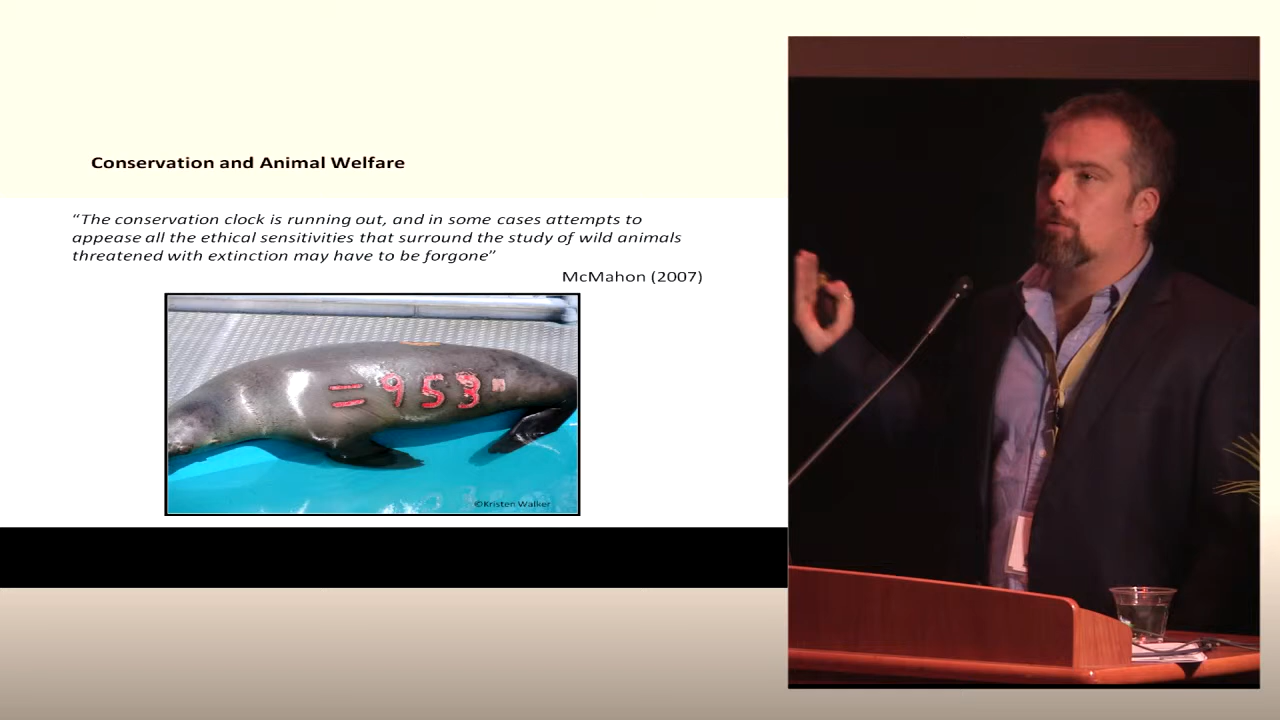 Conservation and Animal Welfare
“The conservation clock is running out, and in some cases attempts to
appease all the ethical sensitivities that surround the study of wild animals
threatened with extinction may have to be forgone”
McMahon (2007)
= 953
©Kristen Walker